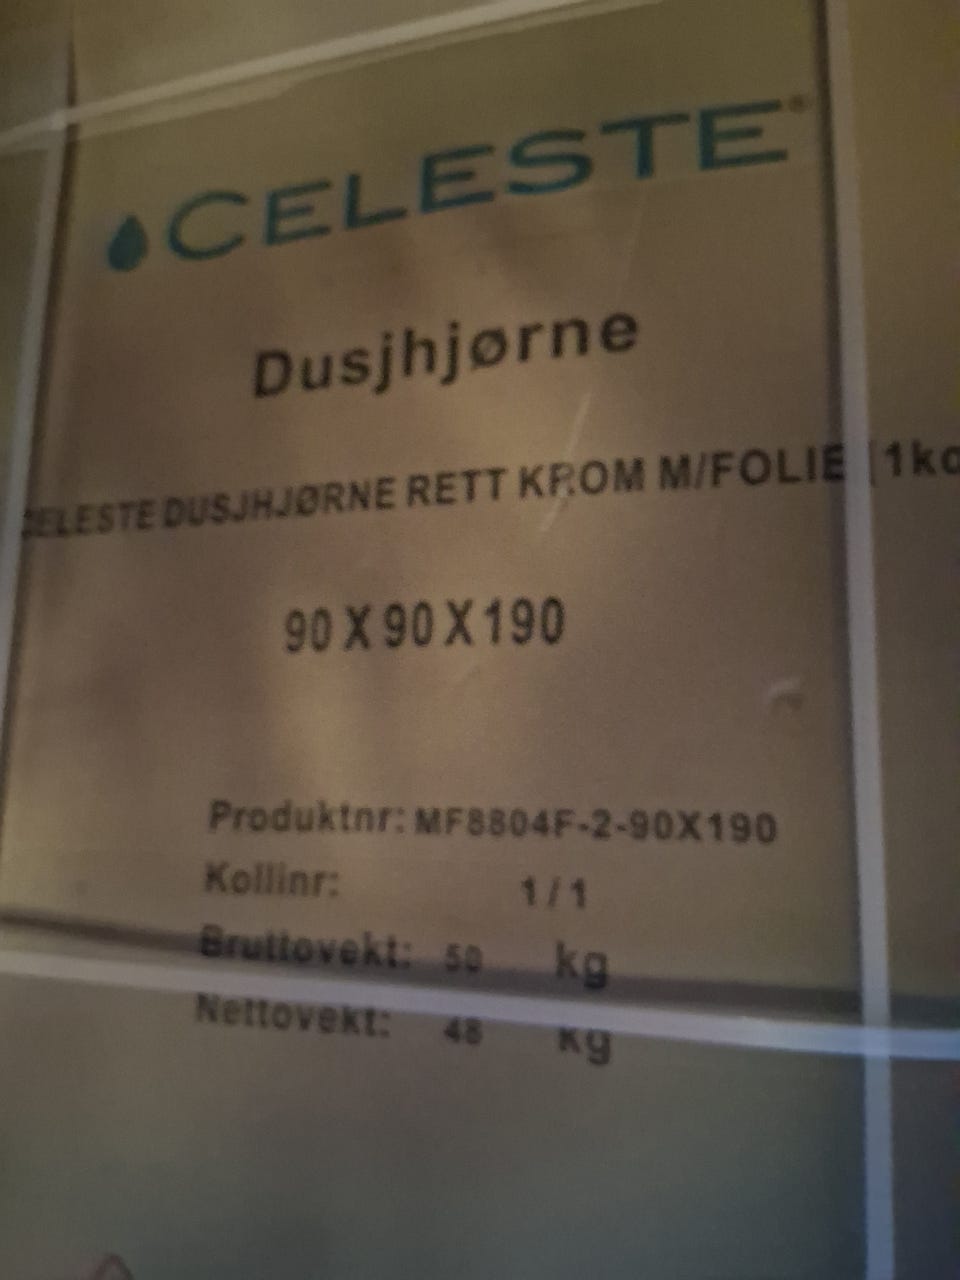 CELESTE®
Dusjhjørne
CELESTE DUSJHJØRNE RETT KROM M/FOLIE (1ko
90 X 90 X 190
Produktnr: MF8804F-2-90X190
Kollinr: 1/1
Bruttovekt: kg
Nettovekt: 48 kg